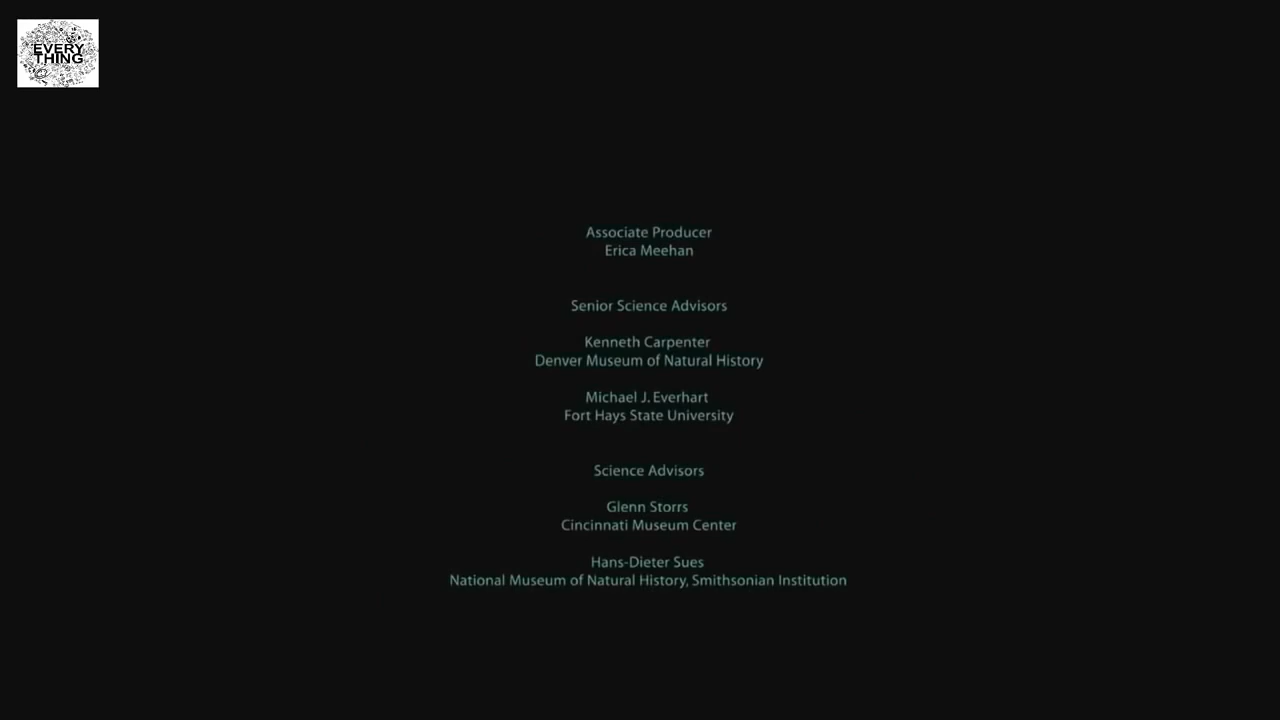 EVERY
THING
Associate Producer
Erica Meehan
Senior Science Advisors
Kenneth Carpenter
Denver Museum of Natural History
Michael J. Everhart
Fort Hays State University
Science Advisors
Glenn Storrs
Cincinnati Museum Center
Hans-Dieter Sues
National Museum of Natural History, Smithsonian Institution